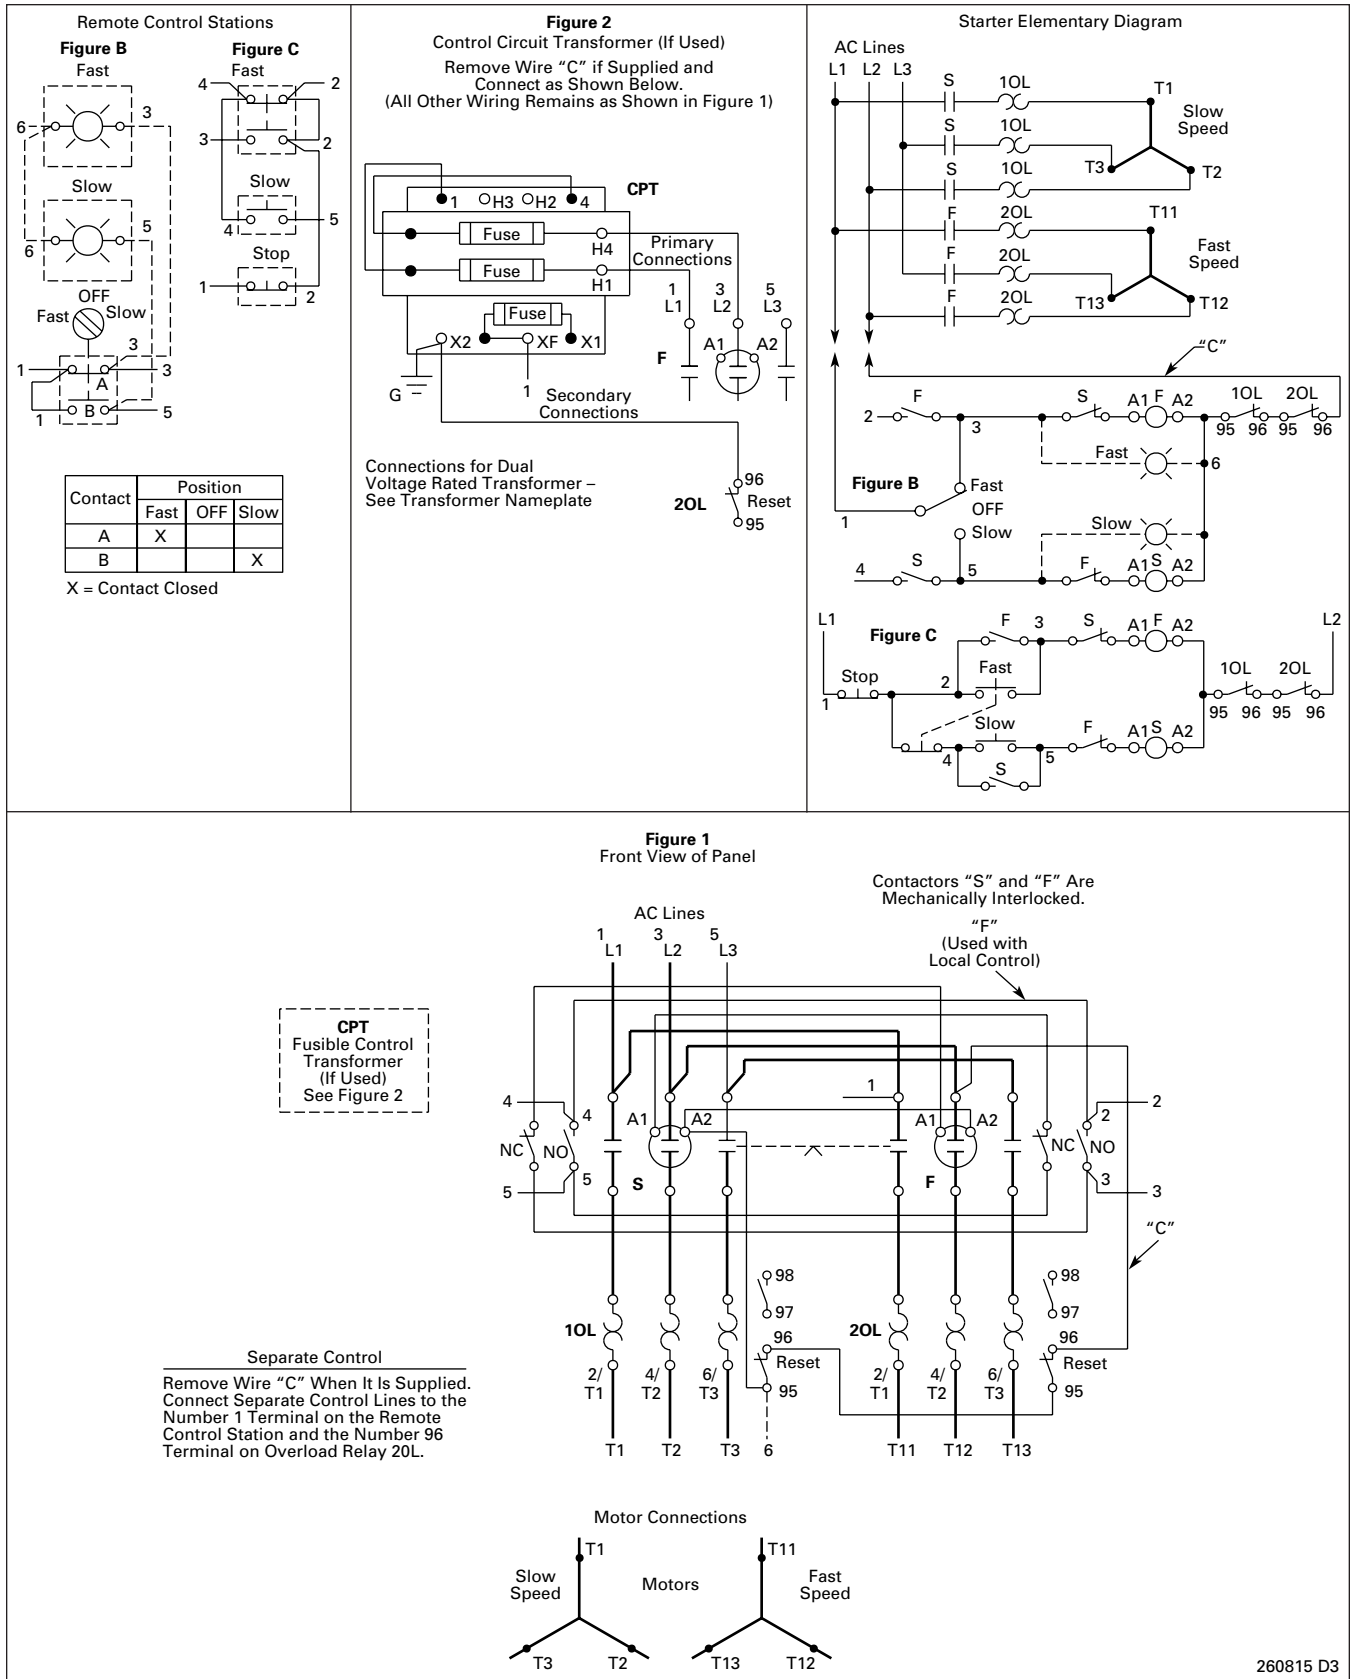 Remote Control Stations
Figure B
Fast
6
3
Slow
6
5
OFF
Fast
Slow
3
1
3
A
B
1
5
Figure C
Fast
4
2
3
2
Slow
4
5
Stop
1
2
Contact
Position
Fast
OFF
Slow
A
X
B
X
X = Contact Closed
Figure 2
Control Circuit Transformer (If Used)
Remove Wire “C” if Supplied and
Connect as Shown Below.
(All Other Wiring Remains as Shown in Figure 1)
CPT
1
H3
H2
4
Fuse
H4
Fuse
H1
Primary
Connections
Fuse
X2
XF
X1
G
1
Secondary
Connections
1
L1
3
L2
5
L3
F
A1
A2
Connections for Dual
Voltage Rated Transformer –
See Transformer Nameplate
2OL
96
Reset
95
Starter Elementary Diagram
AC Lines
L1
L2
L3
S
1OL
T1
S
1OL
T3
Slow
Speed
S
1OL
T2
F
2OL
T11
F
2OL
T13
Fast
Speed
F
2OL
T12
“C”
2
F
3
S
A1
F
A2
1OL
2OL
95
96
95
96
Fast
6
Figure B
Fast
OFF
1
Slow
Slow
4
S
5
F
A1
S
A2
L1
Figure C
F
3
S
A1
F
A2
L2
Stop
1
2
Fast
1OL
2OL
95
96
95
96
Slow
4
5
F
A1
S
A2
S
Figure 1
Front View of Panel
Contactors “S” and “F” Are
Mechanically Interlocked.
“F”
(Used with
Local Control)
AC Lines
1
L1
3
L2
5
L3
CPT
Fusible Control
Transformer
(If Used)
See Figure 2
4
4
NC
NO
5
5
A1
A2
S
1
A1
A2
F
NC
NO
2
2
3
3
“C”
98
97
96
Reset
95
98
97
96
Reset
95
1OL
2/
T1
4/
T2
6/
T3
2OL
2/
T1
4/
T2
6/
T3
T1
T2
T3
6
T11
T12
T13
Separate Control
Remove Wire “C” When It Is Supplied.
Connect Separate Control Lines to the
Number 1 Terminal on the Remote
Control Station and the Number 96
Terminal on Overload Relay 20L.
Motor Connections
T1
Slow
Speed
T3
T2
Motors
T11
Fast
Speed
T13
T12
260815 D3